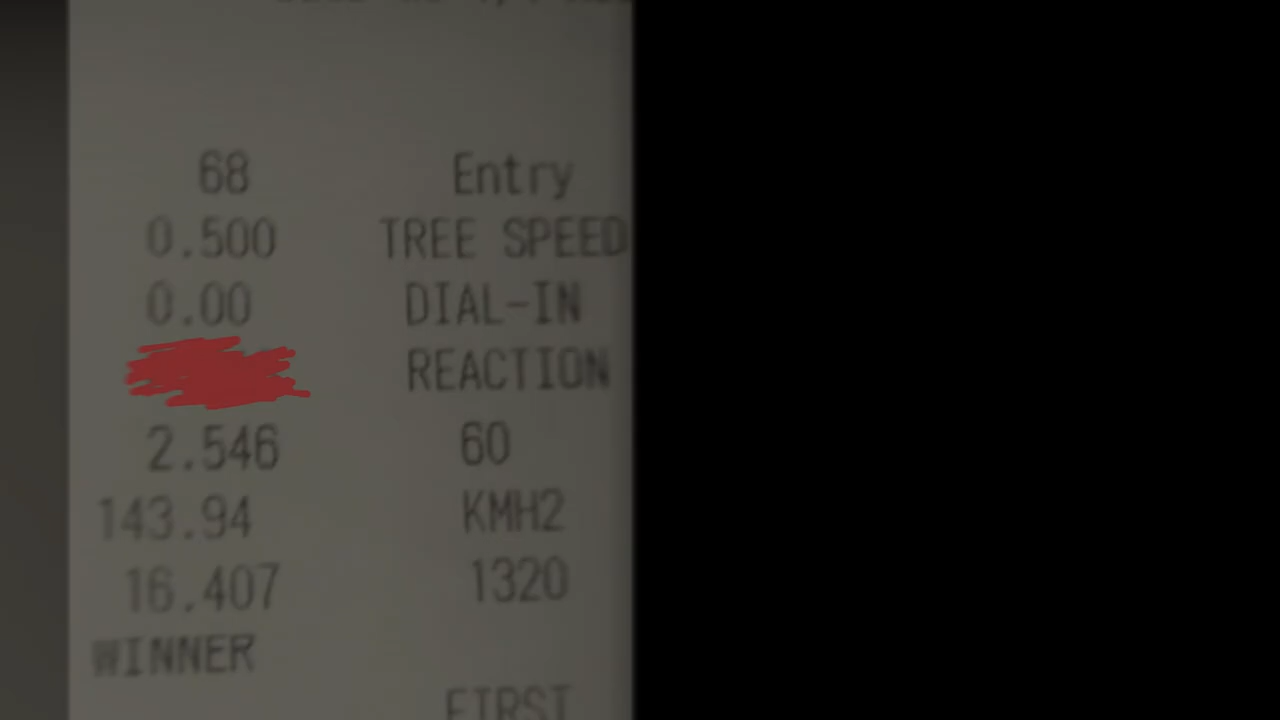 68 Entry
0.500 TREE SPEED
0.00 DIAL-IN
REACTION
2.546 60
143.94 KMH2
16.407 1320
WINNER
FIRST